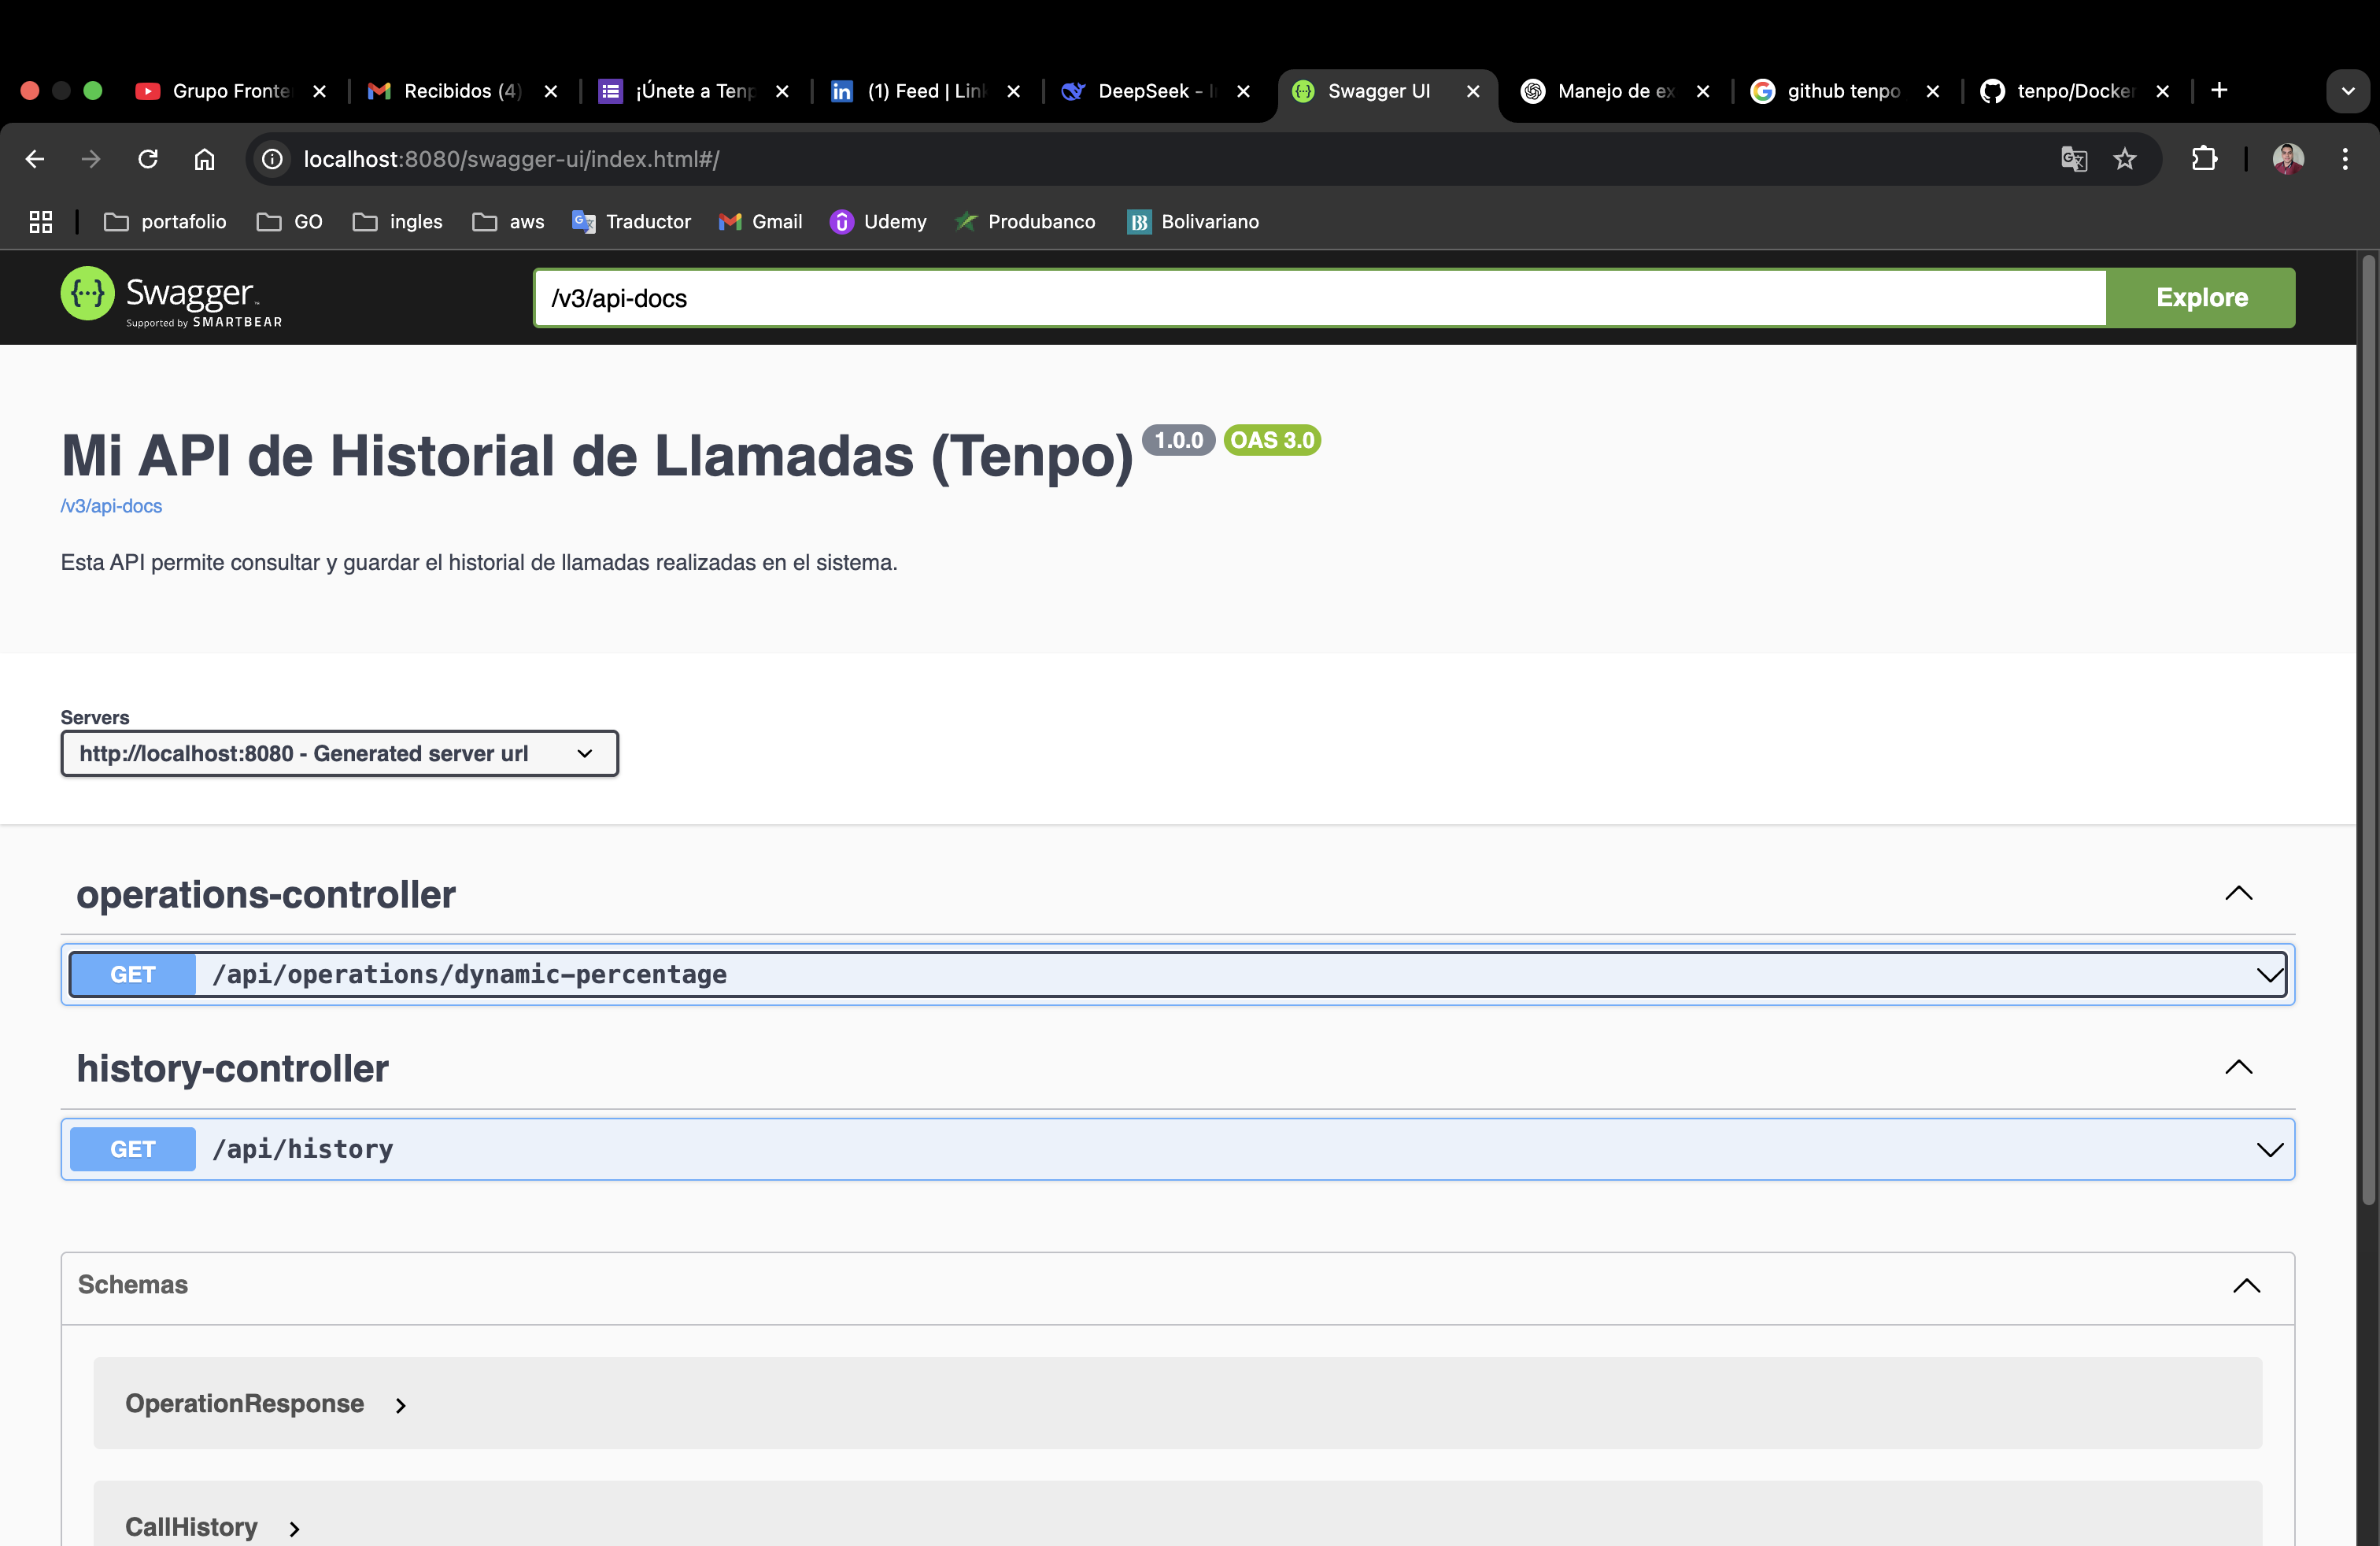 Grupo Fronte
Recibidos (4)
¡Únete a Tenp
(1) Feed | Link
DeepSeek - I
Swagger UI
Manejo de ex
github tenpo
tenpo/Docker
localhost:8080/swagger-ui/index.html#/
portafolio
GO
ingles
aws
Traductor
Gmail
Udemy
Produbanco
Bolivariano
Swagger
Supported by SMARTBEAR
/v3/api-docs
Explore
Mi API de Historial de Llamadas (Tenpo) 1.0.0 OAS 3.0
/v3/api-docs
Esta API permite consultar y guardar el historial de llamadas realizadas en el sistema.
Servers
http://localhost:8080 - Generated server url
operations-controller
GET /api/operations/dynamic-percentage
history-controller
GET /api/history
Schemas
OperationResponse
CallHistory